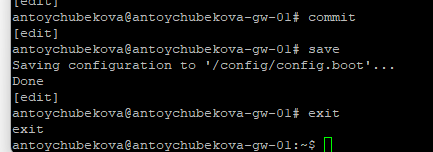 [edit]
antoychubekova@antoychubekova-gw-01# commit
[edit]
antoychubekova@antoychubekova-gw-01# save
Saving configuration to '/config/config.boot'...
Done
[edit]
antoychubekova@antoychubekova-gw-01# exit
exit
antoychubekova@antoychubekova-gw-01:~$